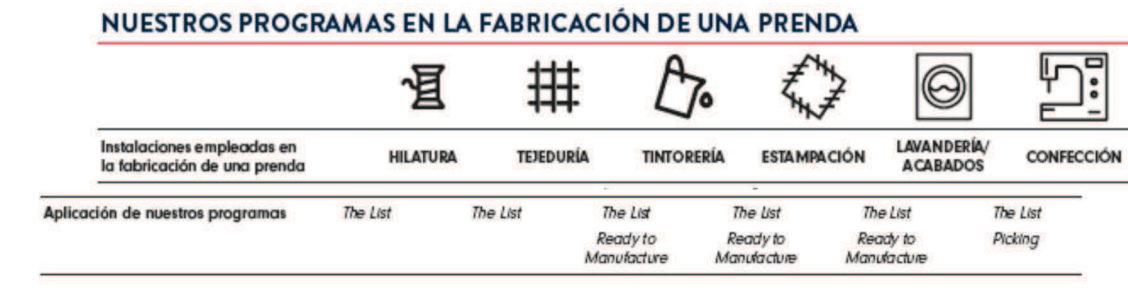 NUESTROS PROGRAMAS EN LA FABRICACIÓN DE UNA PRENDA
Instalaciones empleadas en
la fabricación de una prenda
HILATURA
TEJEDURÍA
TINTORERÍA
ESTAMPACIÓN
LAVANDERÍA/
ACABADOS
CONFECCIÓN
Aplicación de nuestros programas
The List
The List
The List
The List
The List
The List
Ready to
Manufacture
Ready to
Manufacture
Ready to
Manufacture
Picking